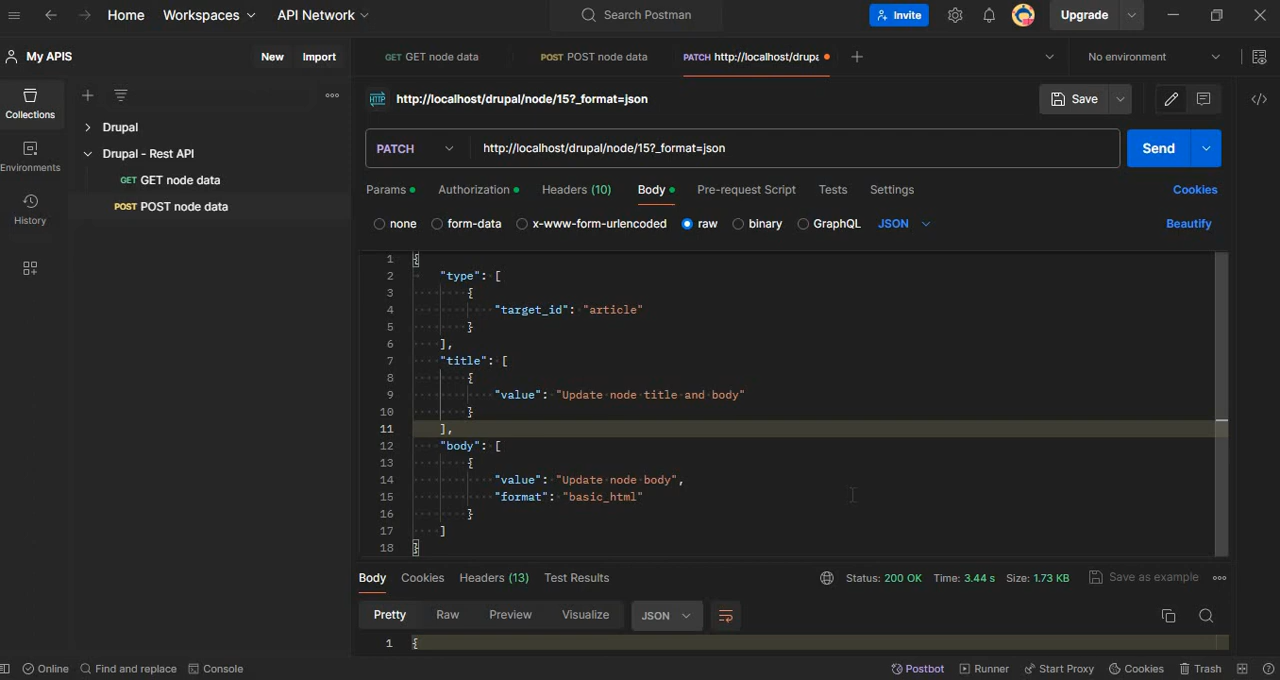 Home Workspaces API Network Search Postman Invite Upgrade
My APIS New Import GET GET node data POST POST node data PATCH http://localhost/drupa No environment
HTTP http://localhost/drupal/node/15?_format=json Save
Collections
Drupal
PATCH http://localhost/drupal/node/15?_format=json Send
Drupal - Rest API
Environments
GET GET node data
Params Authorization Headers (10) Body Pre-request Script Tests Settings Cookies
POST POST node data
History
none form-data x-www-form-urlencoded raw binary GraphQL JSON Beautify
1 {
2 "type": [
3 {
4 "target_id": "article"
5 }
6 ],
7 "title": [
8 {
9 "value": "Update node title and body"
10 }
11 ],
12 "body": [
13 {
14 "value": "Update node body",
15 "format": "basic_html"
16 }
17 ]
18 }
Body Cookies Headers (13) Test Results Status: 200 OK Time: 3.44 s Size: 1.73 KB Save as example
Pretty Raw Preview Visualize JSON
1 {
Online Find and replace Console Postbot Runner Start Proxy Cookies Trash